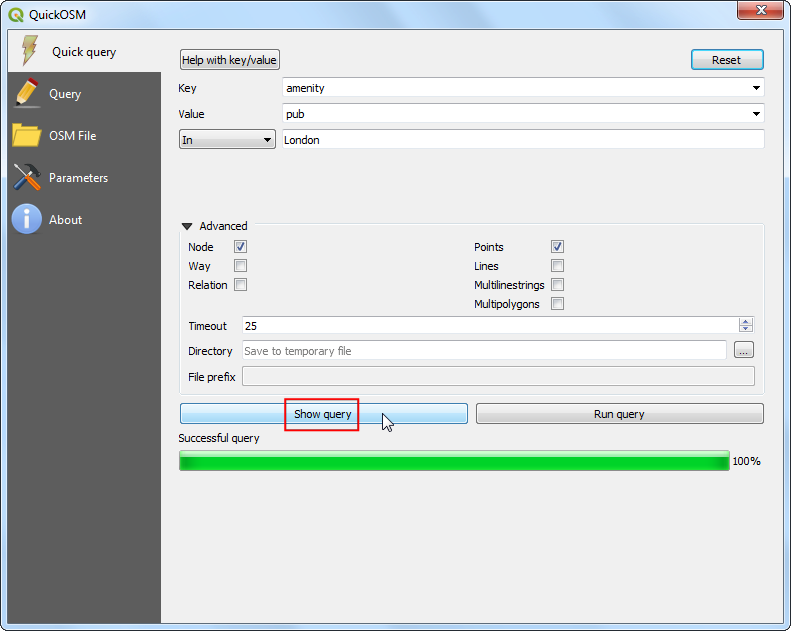 QuickOSM
Quick query
Query
OSM File
Parameters
About
Help with key/value
Reset
Key amenity
Value pub
In London
Advanced
Node Points
Way Lines
Relation Multilinestrings
Multipolygons
Timeout 25
Directory Save to temporary file ...
File prefix
Show query Run query
Successful query
100%